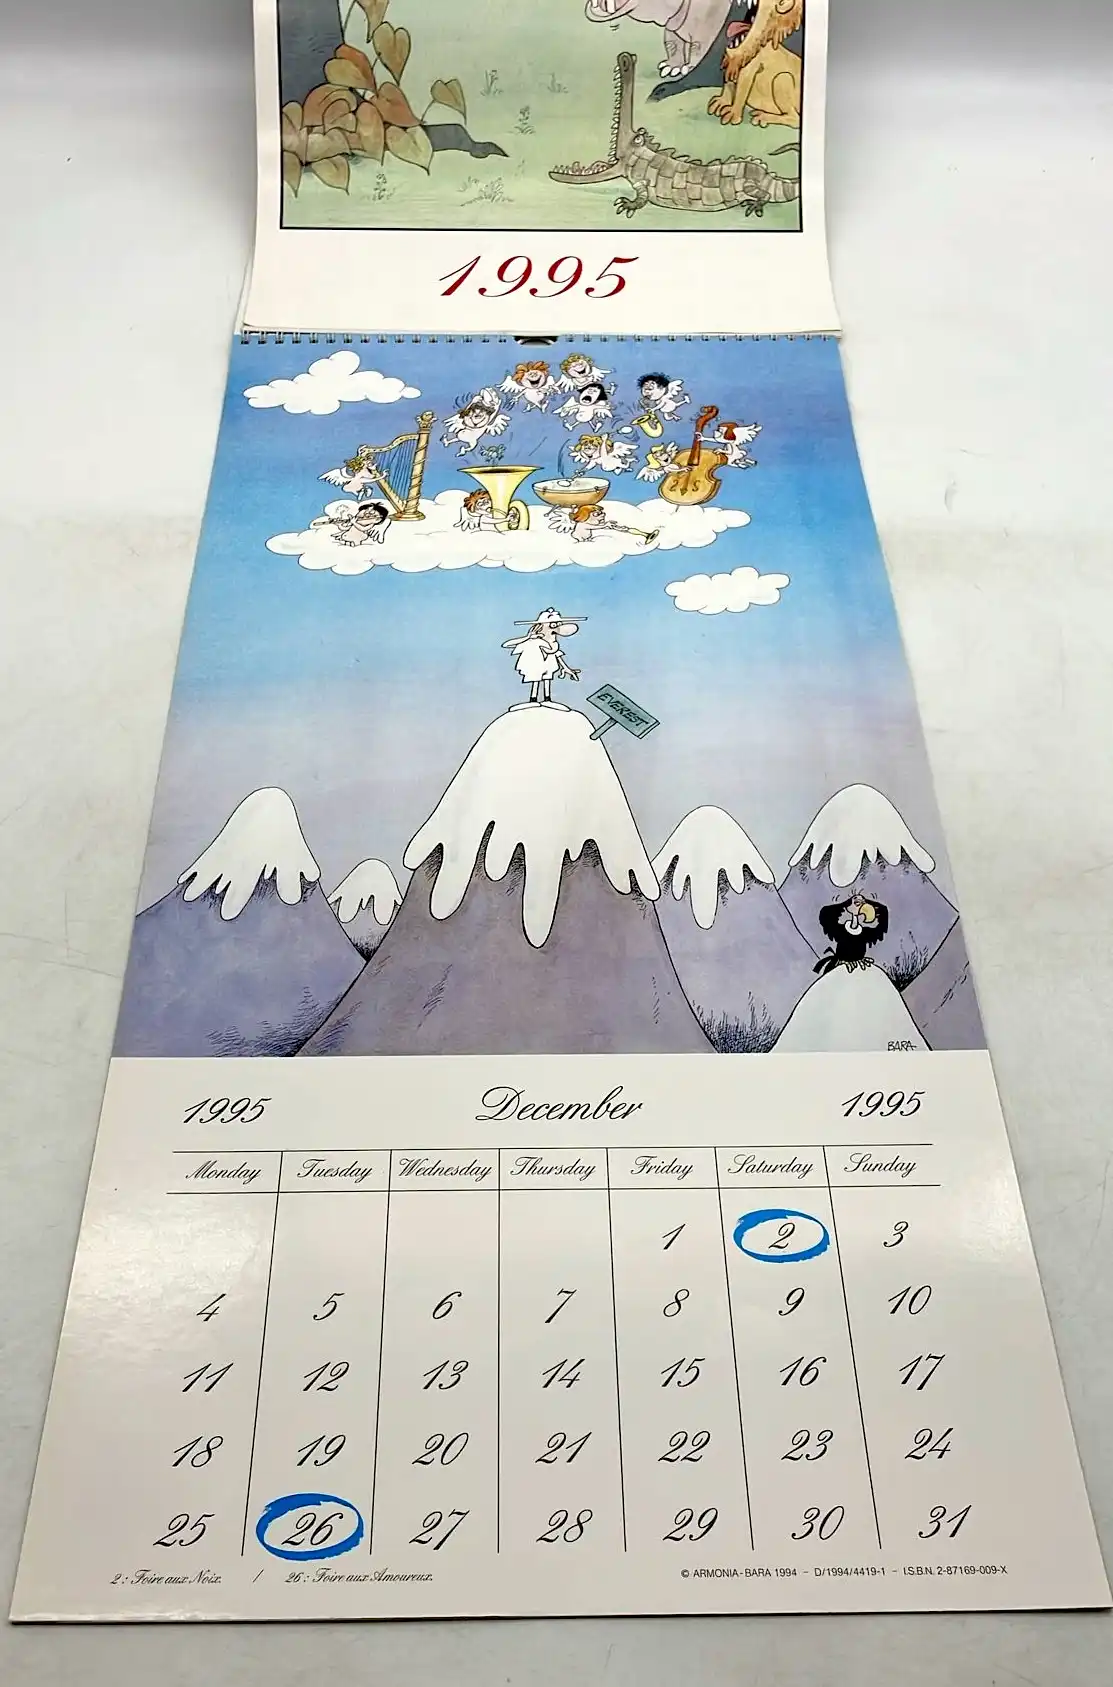 1995
EVEREST
BARA
1995 December 1995
Monday Tuesday Wednesday Thursday Friday Saturday Sunday
1 2 3
4 5 6 7 8 9 10
11 12 13 14 15 16 17
18 19 20 21 22 23 24
25 26 27 28 29 30 31
2 : Foire aux Noix. / 26 : Foire aux Amoureux. © ARMONIA-BARA 1994 – D/1994/4419-1 – I.S.B.N. 2-87169-009-X